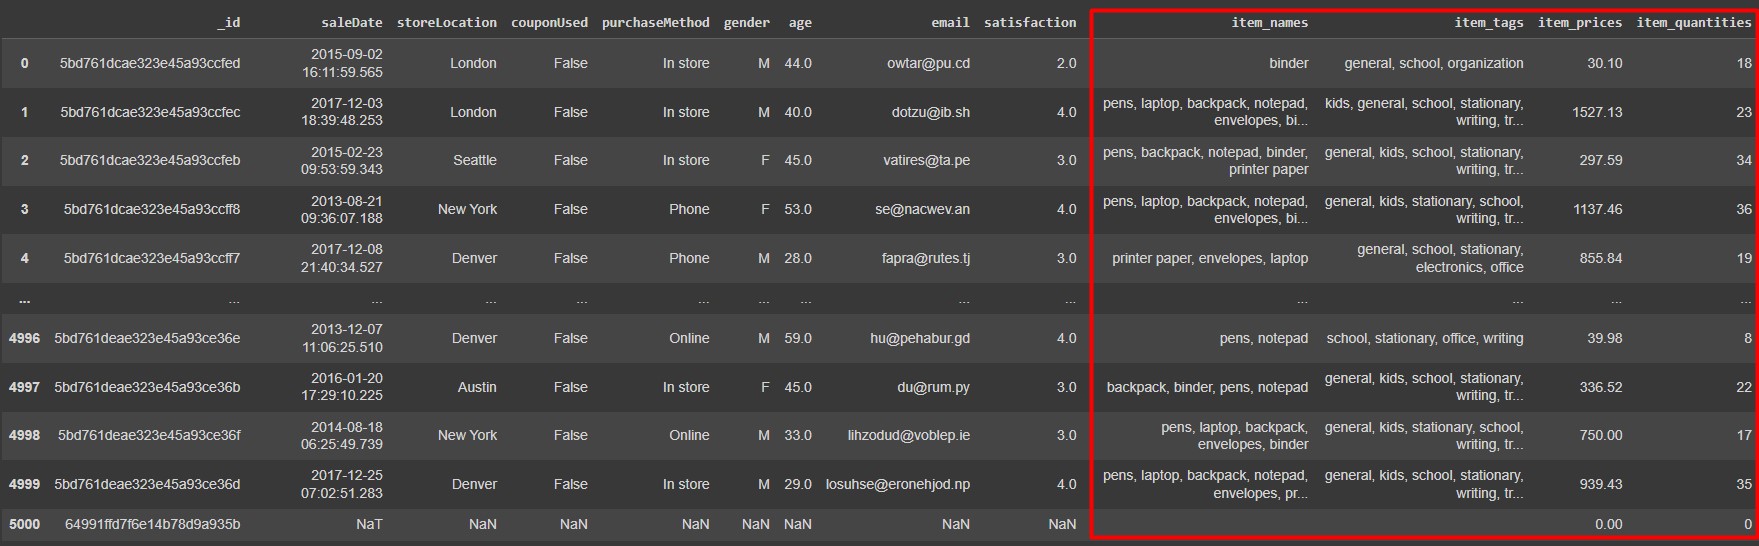 _id saleDate storeLocation couponUsed purchaseMethod gender age email satisfaction item_names item_tags item_prices item_quantities
0 5bd761dcae323e45a93ccfed 2015-09-02 16:11:59.565 London False In store M 44.0 owtar@pu.cd 2.0 binder general, school, organization 30.10 18
1 5bd761dcae323e45a93ccfec 2017-12-03 18:39:48.253 London False In store M 40.0 dotzu@ib.sh 4.0 pens, laptop, backpack, notepad, envelopes, bi... kids, general, school, stationary, writing, tr... 1527.13 23
2 5bd761dcae323e45a93ccfeb 2015-02-23 09:53:59.343 Seattle False In store F 45.0 vatires@ta.pe 3.0 pens, backpack, notepad, binder, printer paper general, kids, school, stationary, writing, tr... 297.59 34
3 5bd761dcae323e45a93ccff8 2013-08-21 09:36:07.188 New York False Phone F 53.0 se@nacwev.an 4.0 pens, laptop, backpack, notepad, envelopes, bi... general, kids, stationary, school, writing, tr... 1137.46 36
4 5bd761dcae323e45a93ccff7 2017-12-08 21:40:34.527 Denver False Phone M 28.0 fapra@rutes.tj 3.0 printer paper, envelopes, laptop general, school, stationary, electronics, office 855.84 19
... ... ... ... ... ... ... ... ... ... ... ... ... ...
4996 5bd761deae323e45a93ce36e 2013-12-07 11:06:25.510 Denver False Online M 59.0 hu@pehabur.gd 4.0 pens, notepad school, stationary, office, writing 39.98 8
4997 5bd761deae323e45a93ce36b 2016-01-20 17:29:10.225 Austin False In store F 45.0 du@rum.py 3.0 backpack, binder, pens, notepad general, kids, school, stationary, writing, tr... 336.52 22
4998 5bd761deae323e45a93ce36f 2014-08-18 06:25:49.739 New York False Online M 33.0 lihzodud@voblep.ie 3.0 pens, laptop, backpack, envelopes, binder general, kids, stationary, school, writing, tr... 750.00 17
4999 5bd761deae323e45a93ce36d 2017-12-25 07:02:51.283 Denver False In store M 29.0 losuhse@eronehjod.np 4.0 pens, laptop, backpack, notepad, envelopes, pr... general, kids, school, stationary, writing, tr... 939.43 35
5000 64991ffd7f6e14b78d9a935b NaT NaN NaN NaN NaN NaN NaN NaN 0.00 0